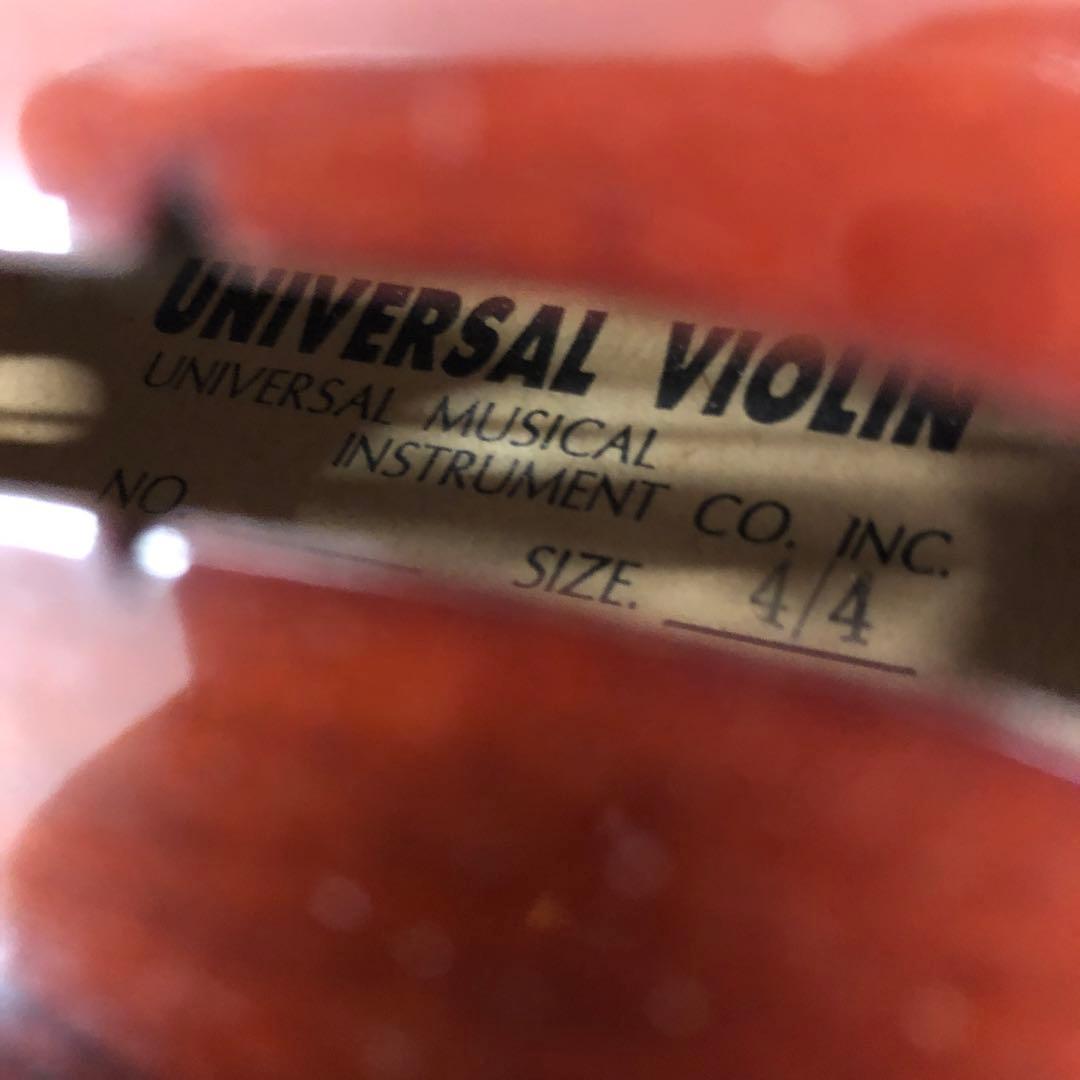 UNIVERSAL VIOLIN
UNIVERSAL MUSICAL
INSTRUMENT CO. INC.
NO
SIZE. 4/4